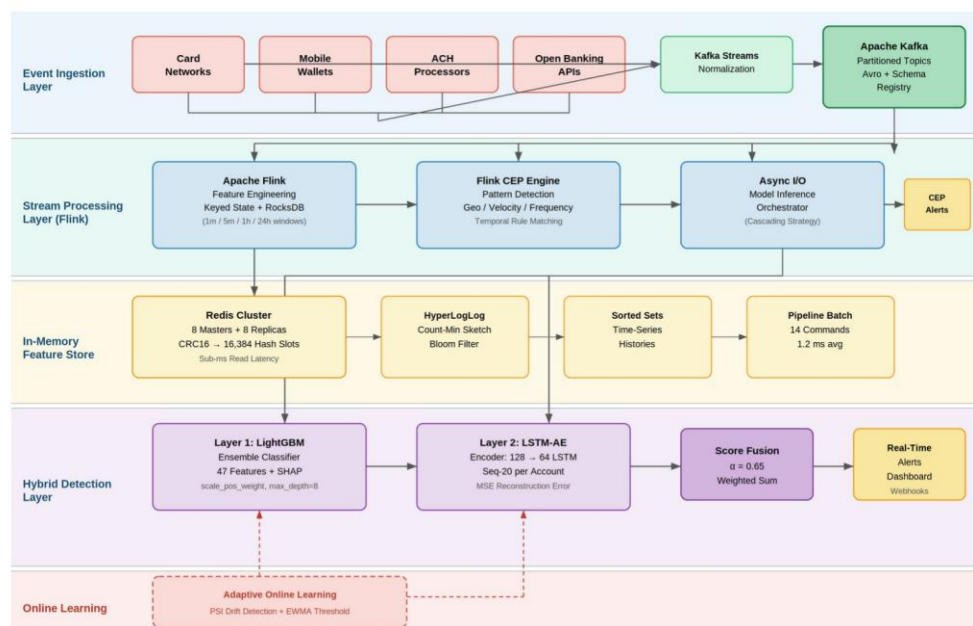 Event Ingestion
Layer
Card
Networks
Mobile
Wallets
ACH
Processors
Open Banking
APIs
Kafka Streams
Normalization
Apache Kafka
Partitioned Topics
Avro + Schema
Registry
Stream Processing
Layer (Flink)
Apache Flink
Feature Engineering
Keyed State + RocksDB
(1m / 5m / 1h / 24h windows)
Flink CEP Engine
Pattern Detection
Geo / Velocity / Frequency
Temporal Rule Matching
Async I/O
Model Inference
Orchestrator
(Cascading Strategy)
CEP
Alerts
In-Memory
Feature Store
Redis Cluster
8 Masters + 8 Replicas
CRC16 → 16,384 Hash Slots
Sub-ms Read Latency
HyperLogLog
Count-Min Sketch
Bloom Filter
Sorted Sets
Time-Series
Histories
Pipeline Batch
14 Commands
1.2 ms avg
Hybrid Detection
Layer
Layer 1: LightGBM
Ensemble Classifier
47 Features + SHAP
scale_pos_weight, max_depth=8
Layer 2: LSTM-AE
Encoder: 128 → 64 LSTM
Seq-20 per Account
MSE Reconstruction Error
Score Fusion
α = 0.65
Weighted Sum
Real-Time
Alerts
Dashboard
Webhooks
Online Learning
Adaptive Online Learning
PSI Drift Detection + EWMA Threshold